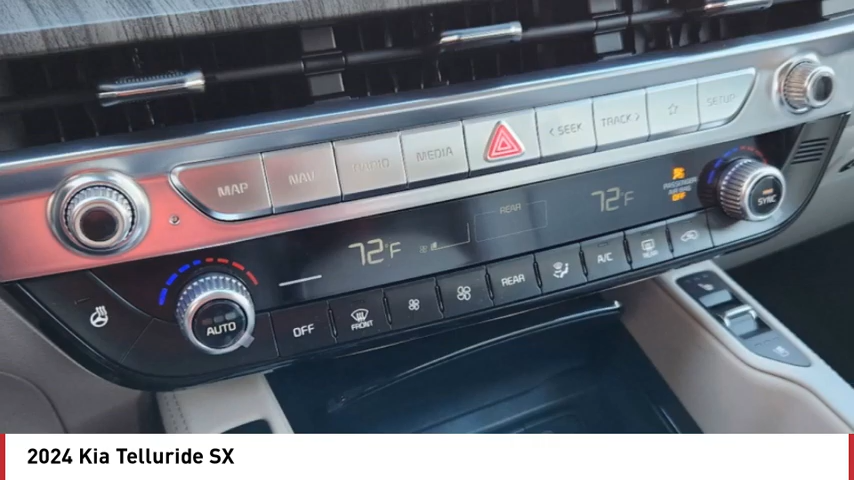 MAP NAV RADIO MEDIA < SEEK TRACK > ☆ SETUP
72°F REAR 72°F PASSENGER AIR BAG OFF
AUTO OFF FRONT REAR A/C REAR SYNC
2024 Kia Telluride SX